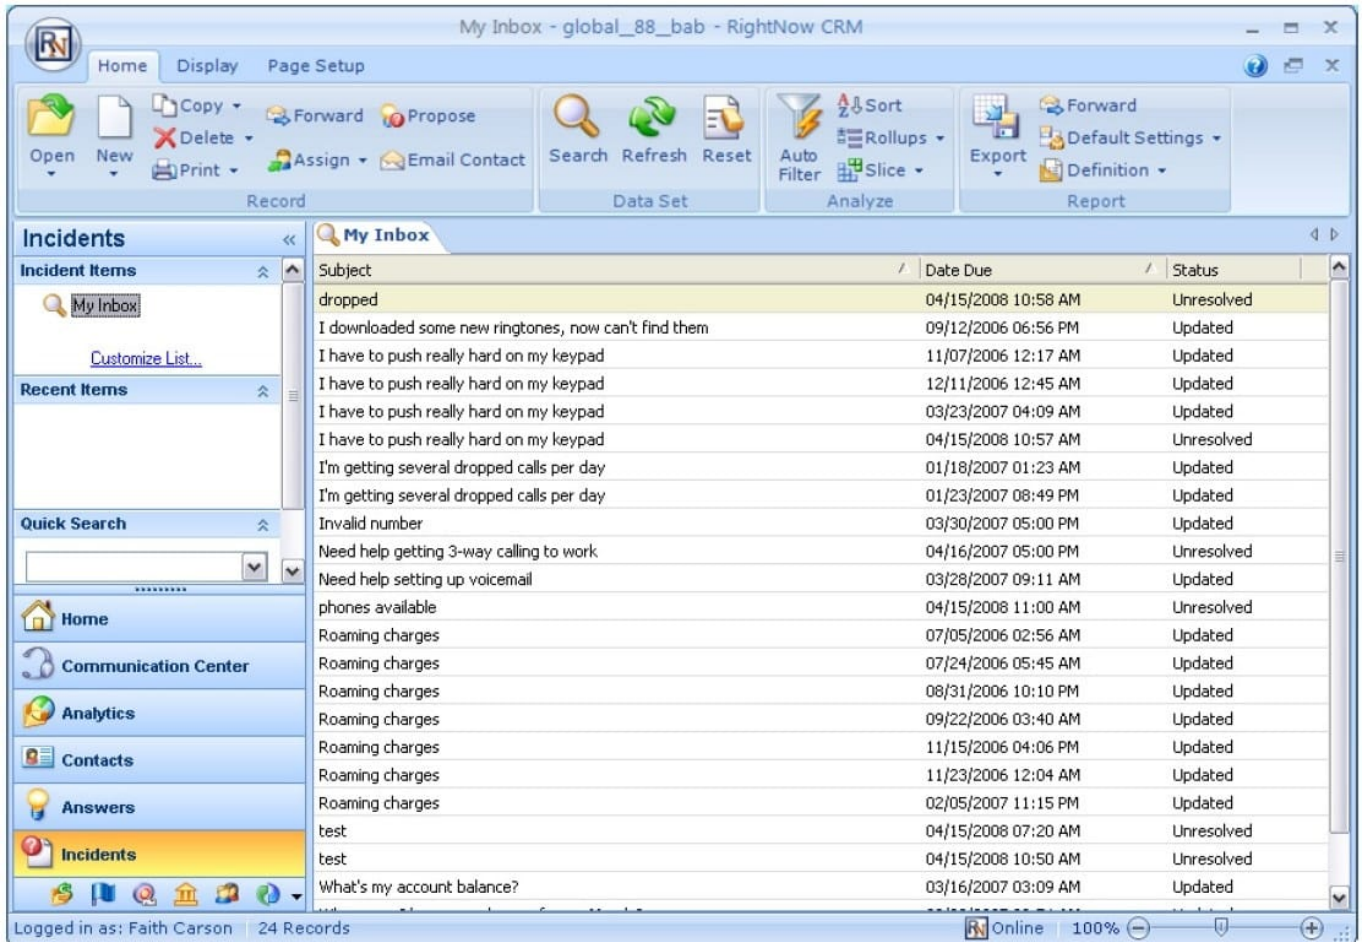 My Inbox - global_88_bab - RightNow CRM
RN
Home Display Page Setup
Open New Copy Delete Print Forward Assign Propose Email Contact
Record
Search Refresh Reset
Data Set
Auto Filter Sort Rollups Slice
Analyze
Export Forward Default Settings Definition
Report
Incidents
Incident Items
My Inbox
Customize List...
Recent Items
Quick Search
Home
Communication Center
Analytics
Contacts
Answers
Incidents
My Inbox
Subject Date Due Status
dropped 04/15/2008 10:58 AM Unresolved
I downloaded some new ringtones, now can't find them 09/12/2006 06:56 PM Updated
I have to push really hard on my keypad 11/07/2006 12:17 AM Updated
I have to push really hard on my keypad 12/11/2006 12:45 AM Updated
I have to push really hard on my keypad 03/23/2007 04:09 AM Updated
I have to push really hard on my keypad 04/15/2008 10:57 AM Unresolved
I'm getting several dropped calls per day 01/18/2007 01:23 AM Updated
I'm getting several dropped calls per day 01/23/2007 08:49 PM Updated
Invalid number 03/30/2007 05:00 PM Updated
Need help getting 3-way calling to work 04/16/2007 05:00 PM Unresolved
Need help setting up voicemail 03/28/2007 09:11 AM Updated
phones available 04/15/2008 11:00 AM Unresolved
Roaming charges 07/05/2006 02:56 AM Updated
Roaming charges 07/24/2006 05:45 AM Updated
Roaming charges 08/31/2006 10:10 PM Updated
Roaming charges 09/22/2006 03:40 AM Updated
Roaming charges 11/15/2006 04:06 PM Updated
Roaming charges 11/23/2006 12:04 AM Updated
Roaming charges 02/05/2007 11:15 PM Updated
test 04/15/2008 07:20 AM Unresolved
test 04/15/2008 10:50 AM Unresolved
What's my account balance? 03/16/2007 03:09 AM Updated
Logged in as: Faith Carson 24 Records RN Online 100%